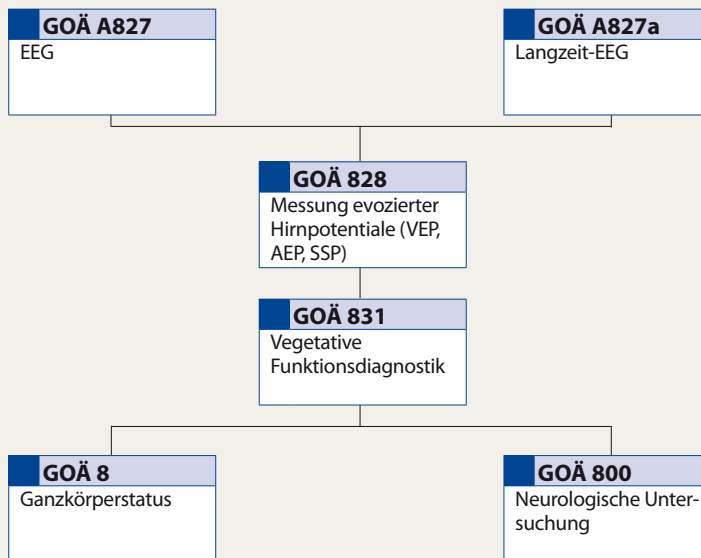 GOÄ A827
EEG
GOÄ A827a
Langzeit-EEG
GOÄ 828
Messung evozierter
Hirnpotentiale (VEP,
AEP, SSP)
GOÄ 831
Vegetative
Funktionsdiagnostik
GOÄ 8
Ganzkörperstatus
GOÄ 800
Neurologische Unter-
suchung